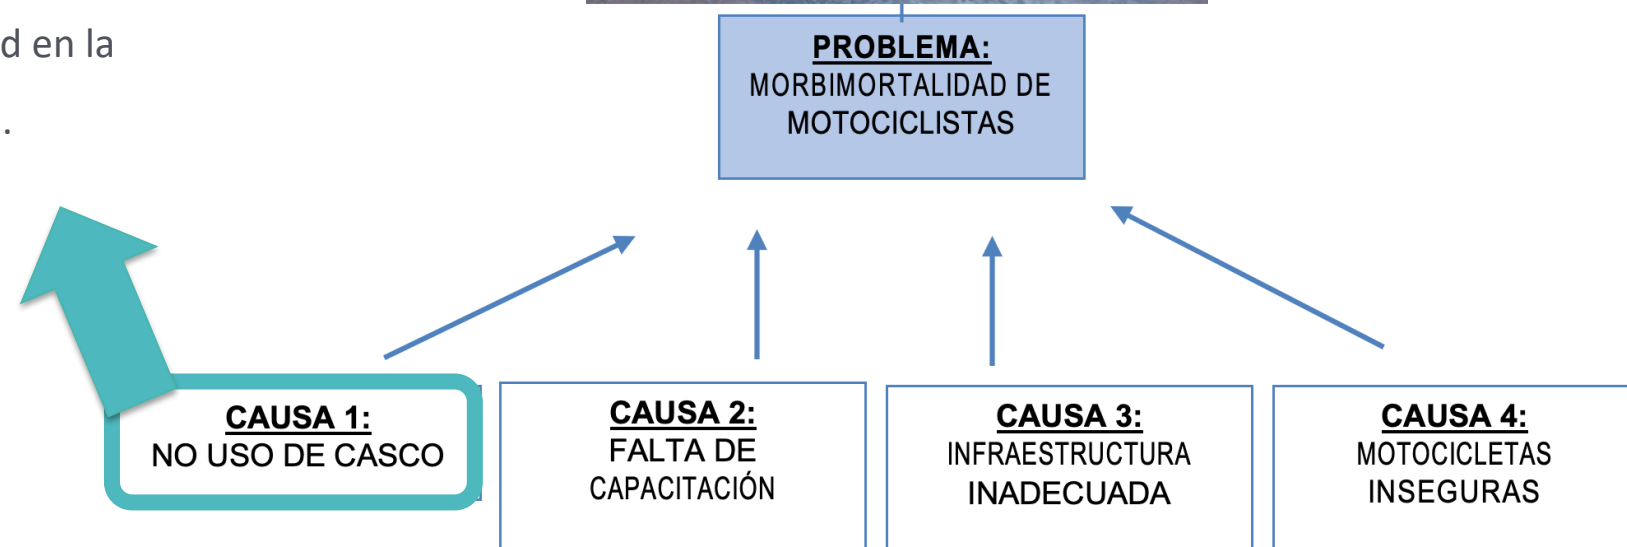 d en la
.
PROBLEMA:
MORBIMORTALIDAD DE
MOTOCICLISTAS
CAUSA 1:
NO USO DE CASCO
CAUSA 2:
FALTA DE
CAPACITACIÓN
CAUSA 3:
INFRAESTRUCTURA
INADECUADA
CAUSA 4:
MOTOCICLETAS
INSEGURAS